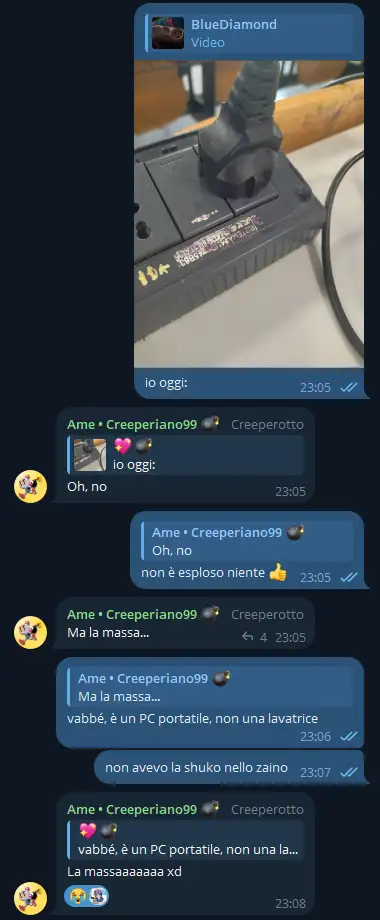 BlueDiamond
Video
10A
io oggi:
23:05
Ame • Creeperiano99 💣 Creeperotto
💖💣
io oggi:
Oh, no
23:05
Ame • Creeperiano99 💣
Oh, no
non è esploso niente 👍 23:05
Ame • Creeperiano99 💣 Creeperotto
Ma la massa...
4 23:05
Ame • Creeperiano99 💣
Ma la massa...
vabbé, è un PC portatile, non una lavatrice
23:06
non avevo la shuko nello zaino 23:07
Ame • Creeperiano99 💣 Creeperotto
💖💣
vabbé, è un PC portatile, non una la...
La massaaaaaaa xd
😭
23:08